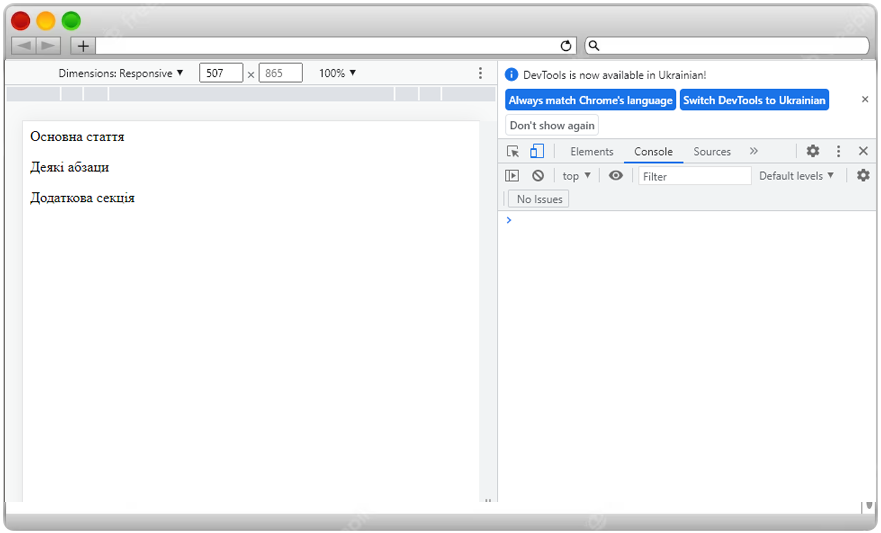 Dimensions: Responsive ▼ 507 × 865 100% ▼
Основна стаття
Деякі абзаци
Додаткова секція
DevTools is now available in Ukrainian!
Always match Chrome's language Switch DevTools to Ukrainian
Don't show again
Elements Console Sources »
top ▼ Filter Default levels ▼
No Issues